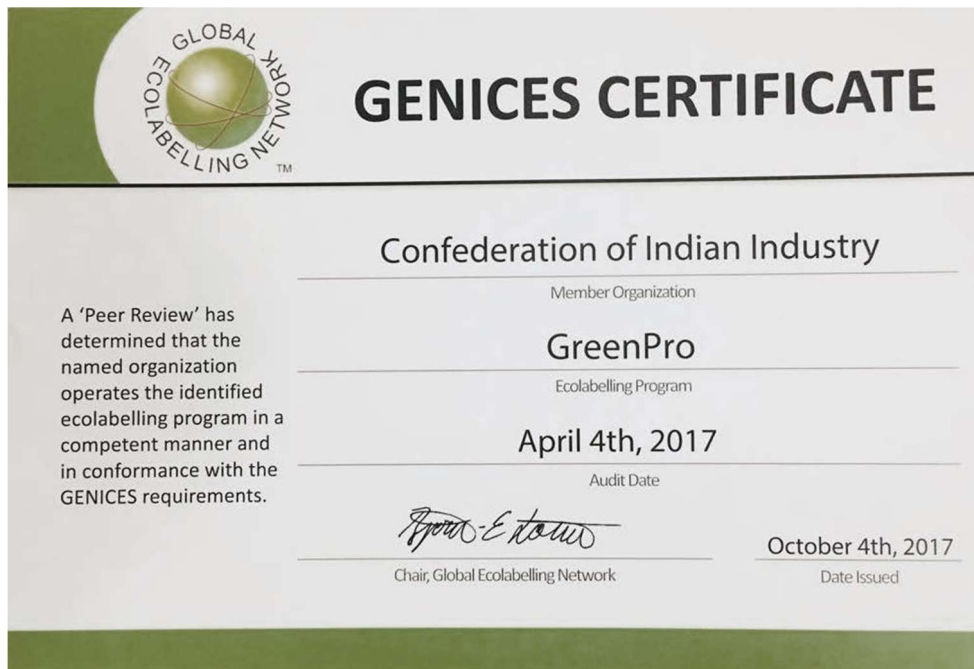 GLOBAL ECOLABELLING NETWORK
TM
GENICES CERTIFICATE
Confederation of Indian Industry
Member Organization
A 'Peer Review' has
determined that the
named organization
operates the identified
ecolabelling program in a
competent manner and
in conformance with the
GENICES requirements.
GreenPro
Ecolabelling Program
April 4th, 2017
Audit Date
Chair, Global Ecolabelling Network
October 4th, 2017
Date Issued